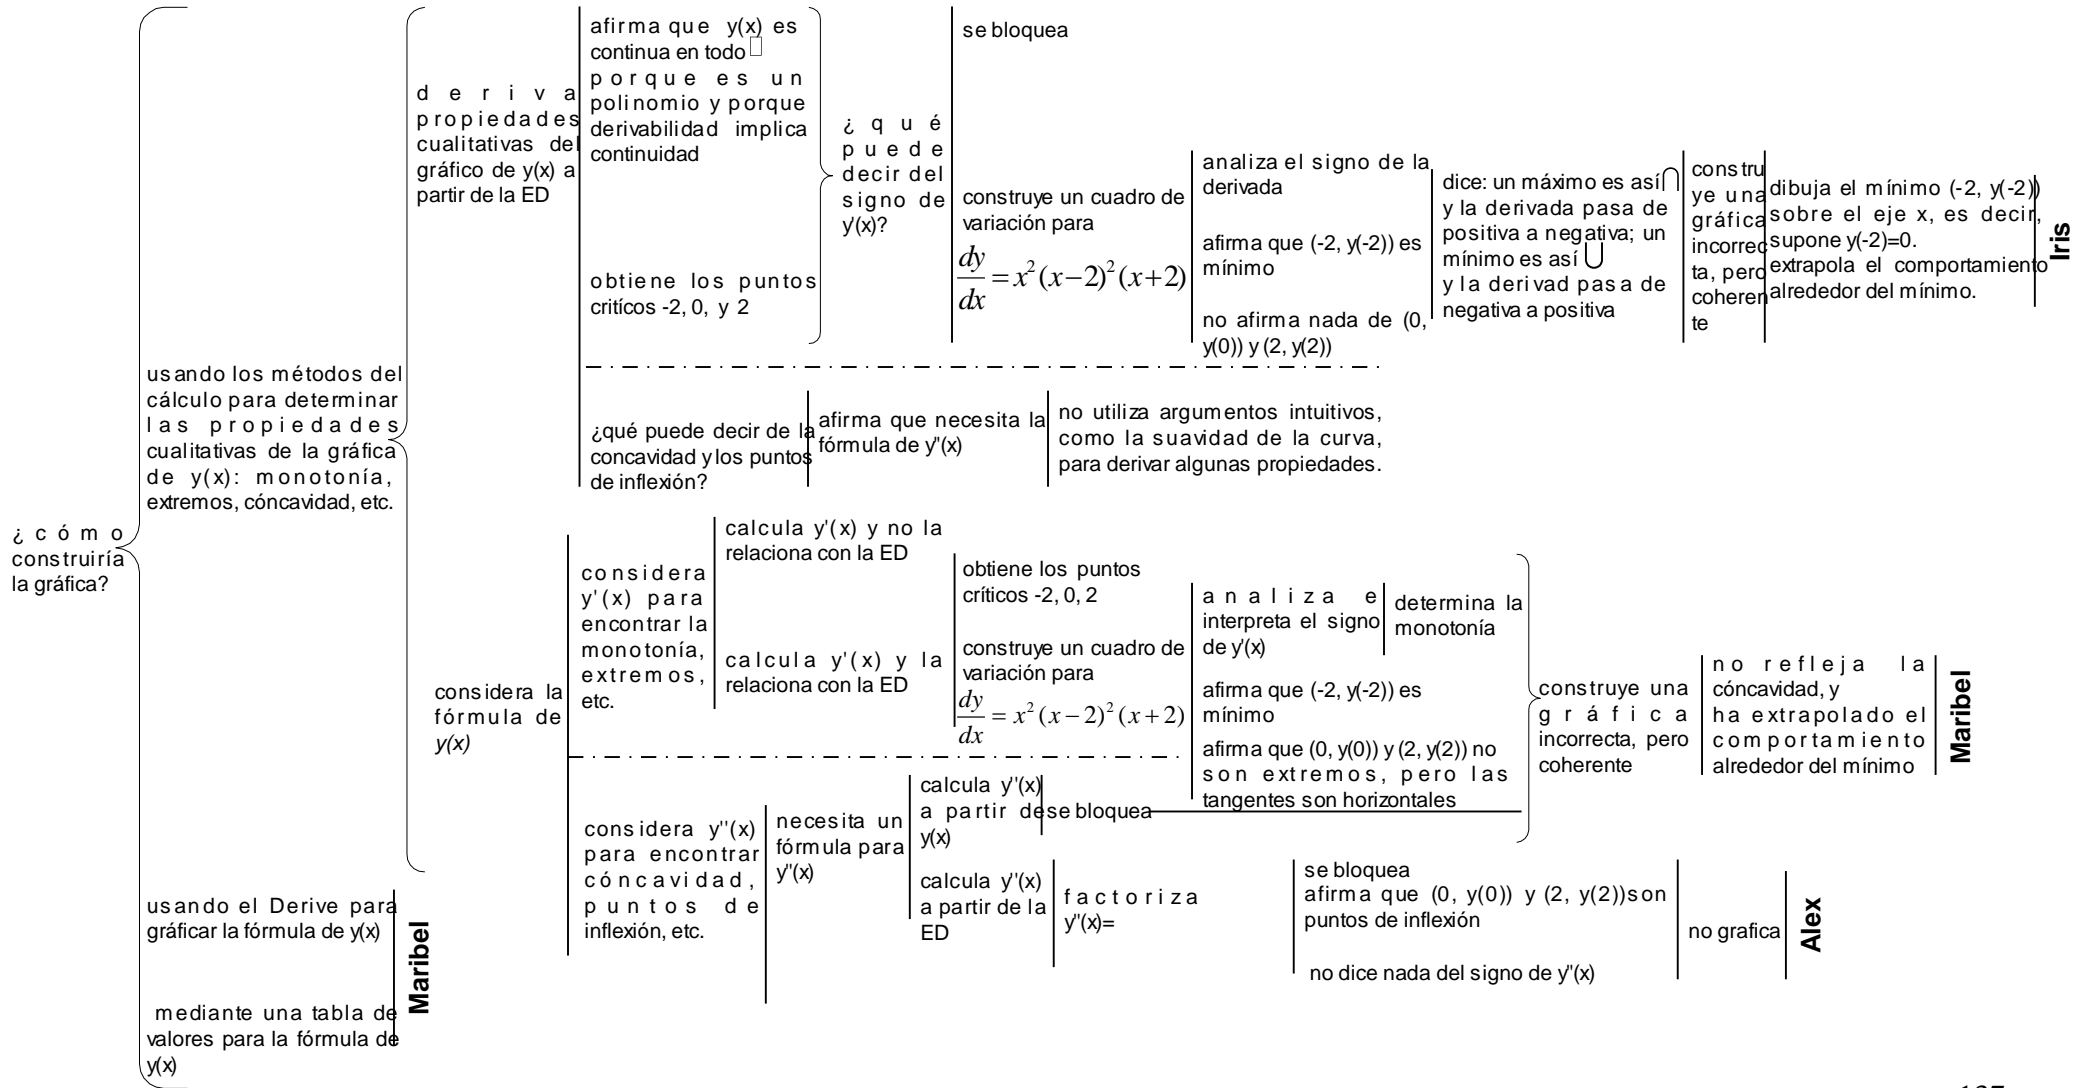 ¿cómo
construiría
la gráfica?
usando los métodos del
cálculo para determinar
las propiedades
cualitativas de la gráfica
de y(x): monotonía,
extremos, cóncavidad, etc.
deriva
propiedades
cualitativas del
gráfico de y(x) a
partir de la ED
afirma que y(x) es
continua en todo
porque es un
polinomio y porque
derivabilidad implica
continuidad
obtiene los puntos
critícos -2, 0, y 2
¿qué
puede
decir del
signo de
y'(x)?
se bloquea
construye un cuadro de
variación para
dy/dx = x²(x−2)²(x+2)
analiza el signo de la
derivada
afirma que (-2, y(-2)) es
mínimo
no afirma nada de (0,
y(0)) y (2, y(2))
dice: un máximo es así ⋂
y la derivada pasa de
positiva a negativa; un
mínimo es así ⋃
y la derivad pasa de
negativa a positiva
constru
ye una
gráfica
incorrec
ta, pero
coheren
te
dibuja el mínimo (-2, y(-2))
sobre el eje x, es decir,
supone y(-2)=0.
extrapola el comportamiento
alrededor del mínimo.
Iris
¿qué puede decir de la
concavidad y los puntos
de inflexión?
afirma que necesita la
fórmula de y''(x)
no utiliza argumentos intuitivos,
como la suavidad de la curva,
para derivar algunas propiedades.
considera la
fórmula de
y(x)
considera
y'(x) para
encontrar la
monotonía,
extremos,
etc.
calcula y'(x) y no la
relaciona con la ED
calcula y'(x) y la
relaciona con la ED
obtiene los puntos
críticos -2, 0, 2
construye un cuadro de
variación para
dy/dx = x²(x−2)²(x+2)
analiza e
interpreta el signo
de y'(x)
determina la
monotonía
afirma que (-2, y(-2)) es
mínimo
afirma que (0, y(0)) y (2, y(2)) no
son extremos, pero las
tangentes son horizontales
construye una
gráfica
incorrecta, pero
coherente
no refleja la
cóncavidad, y
ha extrapolado el
comportamiento
alrededor del mínimo
Maribel
considera y''(x)
para encontrar
cóncavidad,
puntos de
inflexión, etc.
necesita un
fórmula para
y''(x)
calcula y''(x)
a partir de
y(x)
se bloquea
calcula y''(x)
a partir de la
ED
factoriza
y''(x)=
se bloquea
afirma que (0, y(0)) y (2, y(2))son
puntos de inflexión
no dice nada del signo de y''(x)
no grafica
Alex
usando el Derive para
gráficar la fórmula de y(x)
mediante una tabla de
valores para la fórmula de
y(x)
Maribel